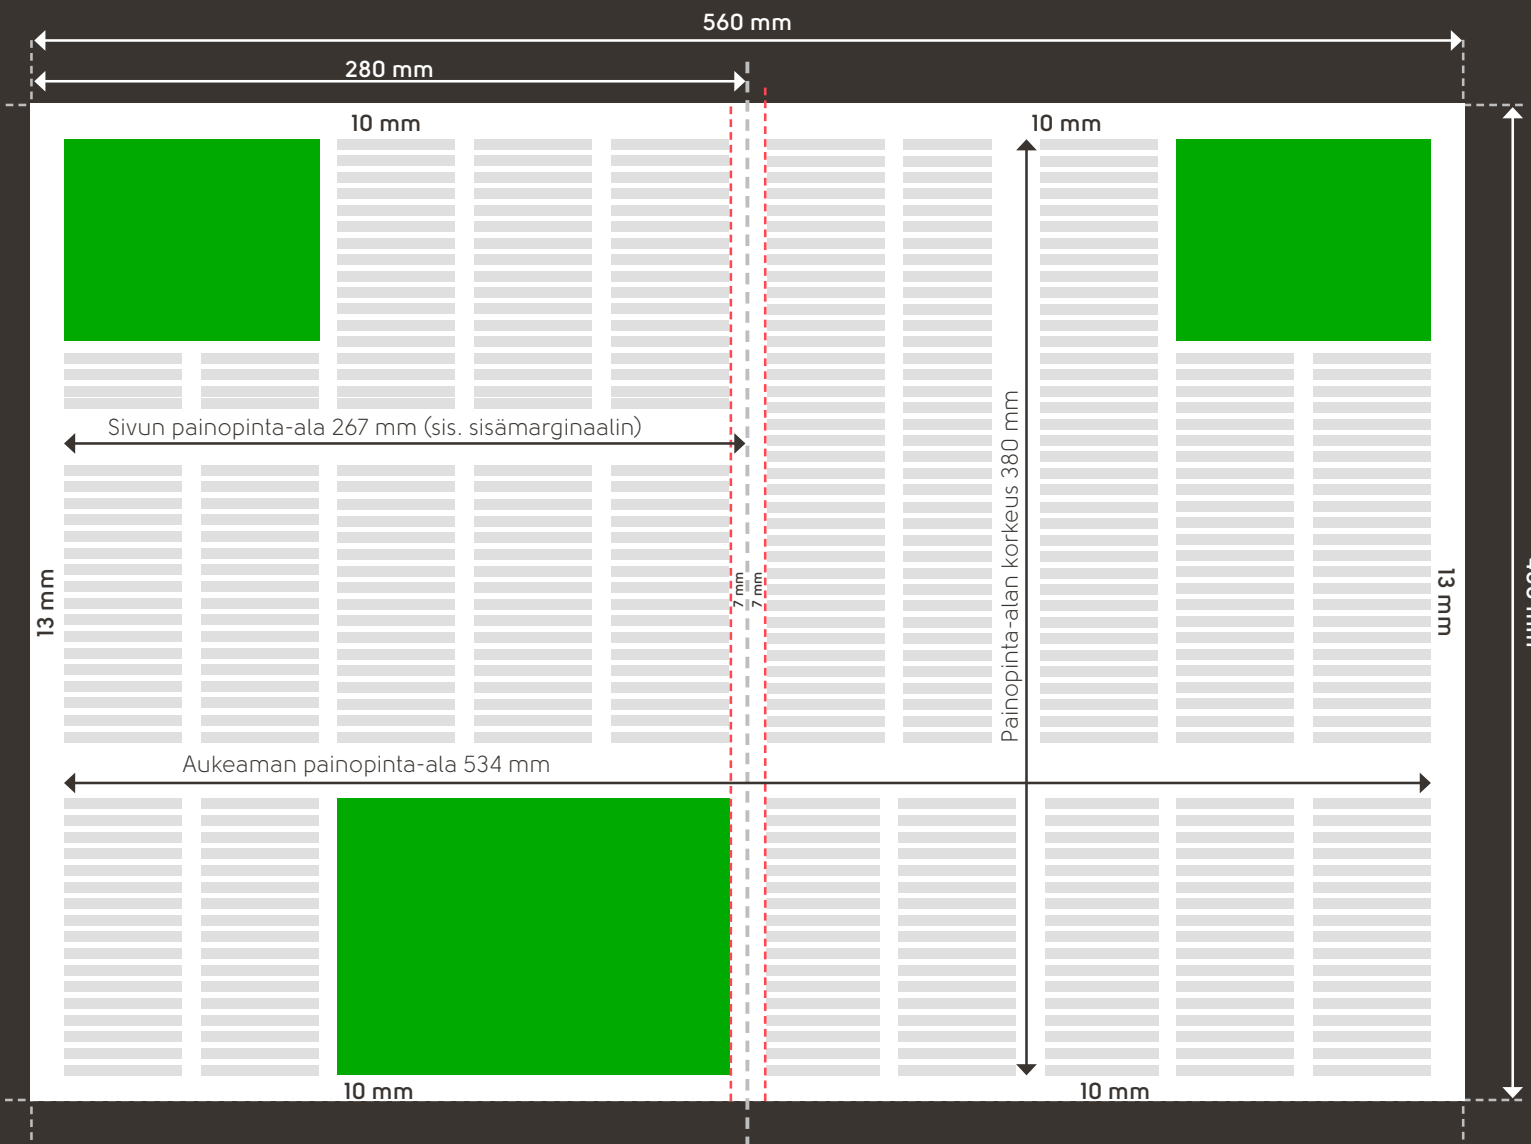 560 mm
280 mm
10 mm
10 mm
Sivun painopinta-ala 267 mm (sis. sisämarginaalin)
Painopinta-alan korkeus 380 mm
13 mm
7 mm
7 mm
13 mm
Aukeaman painopinta-ala 534 mm
10 mm
10 mm